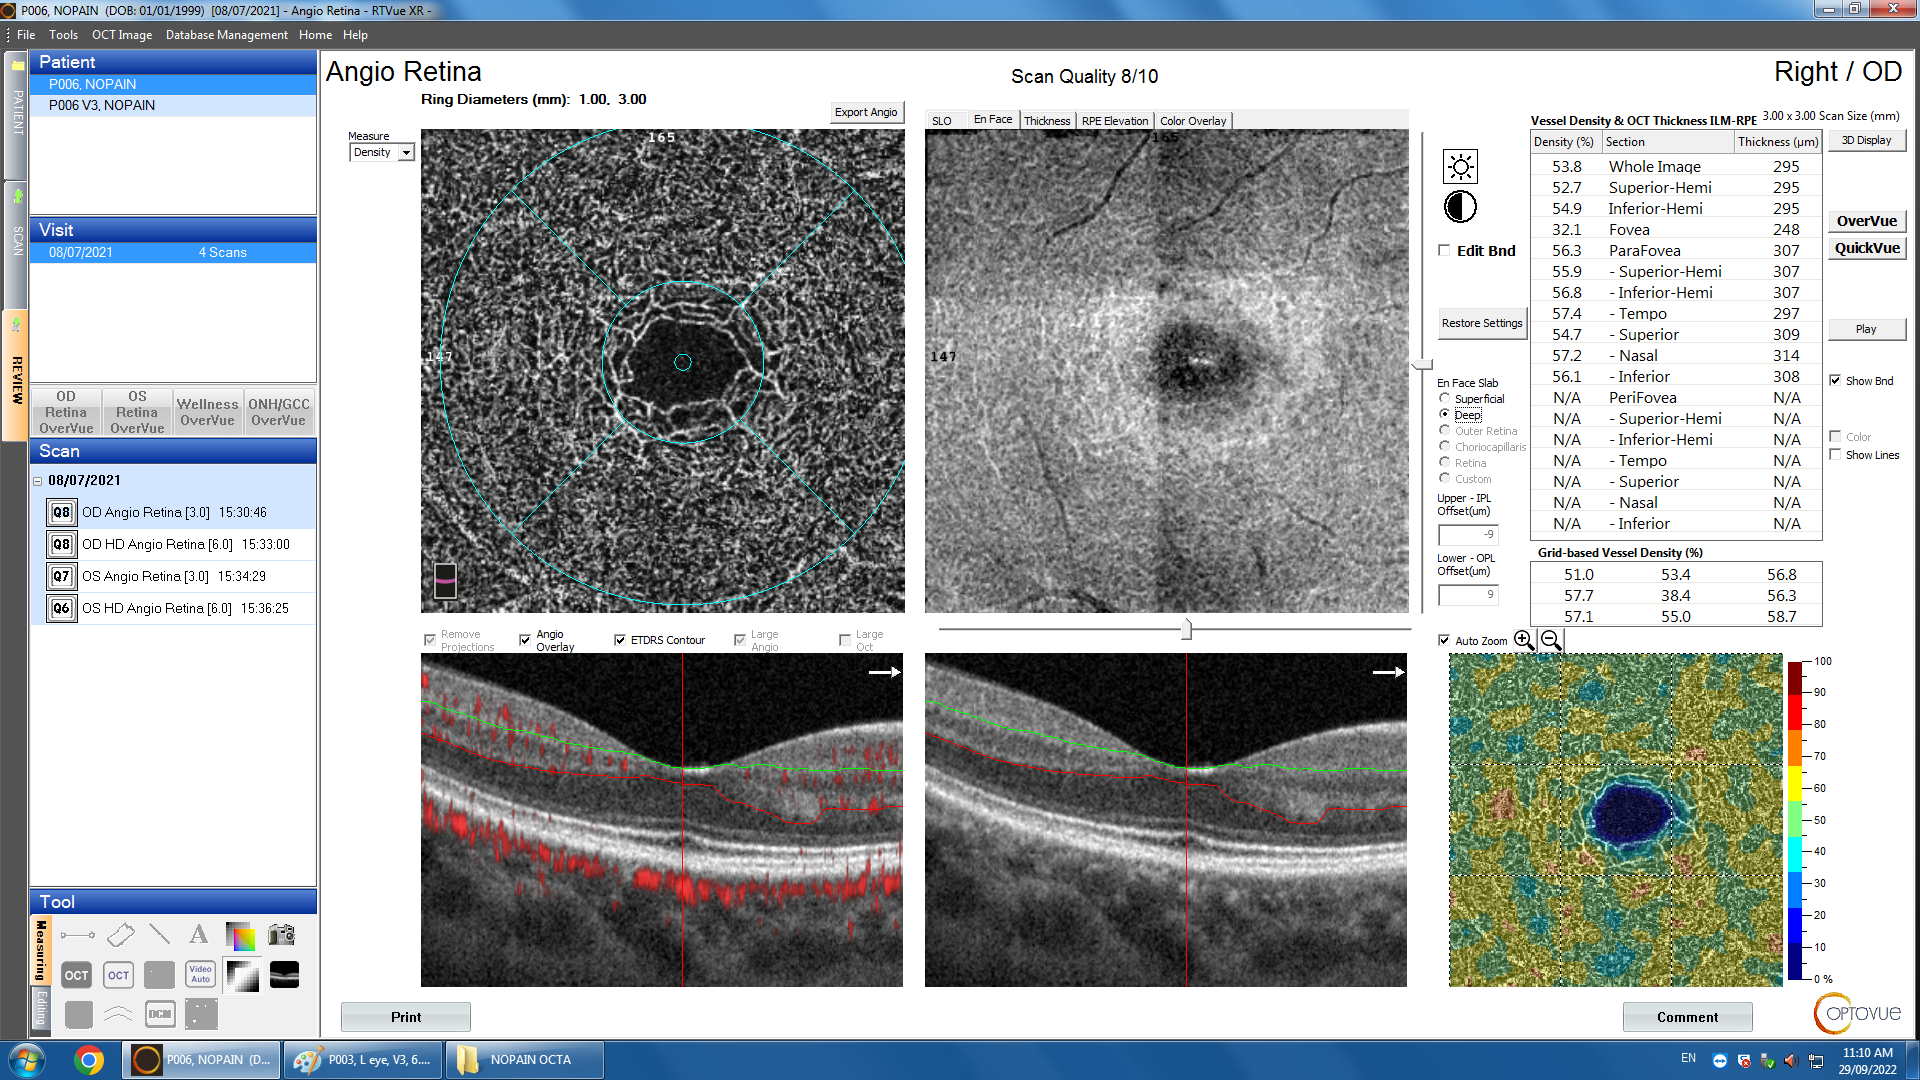 P006, NOPAIN  (DOB: 01/01/1999)  [08/07/2021] - Angio Retina - RTVue XR -
File Tools OCT Image Database Management Home Help
PATIENT
SCAN
REVIEW
Patient
P006, NOPAIN
P006 V3, NOPAIN
Visit
08/07/2021 4 Scans
OD Retina OverVue
OS Retina OverVue
Wellness OverVue
ONH/GCC OverVue
Scan
08/07/2021
Q8 OD Angio Retina [3.0] 15:30:46
Q8 OD HD Angio Retina [6.0] 15:33:00
Q7 OS Angio Retina [3.0] 15:34:29
Q6 OS HD Angio Retina [6.0] 15:36:25
Tool
Measuring
Editing
A
OCT OCT Video Auto
DCM
Angio Retina
Scan Quality 8/10
Right / OD
Ring Diameters (mm): 1.00, 3.00
Export Angio
Measure
Density
165
147
SLO En Face Thickness RPE Elevation Color Overlay
165
147
Edit Bnd
Restore Settings
En Face Slab
Superficial
Deep
Outer Retina
Choriocapillaris
Retina
Custom
Upper - IPL
Offset(um)
-9
Lower - OPL
Offset(um)
9
Vessel Density & OCT Thickness ILM-RPE 3.00 x 3.00 Scan Size (mm)
Density (%) Section Thickness (µm)
53.8 Whole Image 295
52.7 Superior-Hemi 295
54.9 Inferior-Hemi 295
32.1 Fovea 248
56.3 ParaFovea 307
55.9 - Superior-Hemi 307
56.8 - Inferior-Hemi 307
57.4 - Tempo 297
54.7 - Superior 309
57.2 - Nasal 314
56.1 - Inferior 308
N/A PeriFovea N/A
N/A - Superior-Hemi N/A
N/A - Inferior-Hemi N/A
N/A - Tempo N/A
N/A - Superior N/A
N/A - Nasal N/A
N/A - Inferior N/A
Grid-based Vessel Density (%)
51.0 53.4 56.8
57.7 38.4 56.3
57.1 55.0 58.7
3D Display
OverVue
QuickVue
Play
Show Bnd
Color
Show Lines
Remove Projections
Angio Overlay
ETDRS Contour
Large Angio
Large Oct
Auto Zoom
100
90
80
70
60
50
40
30
20
10
0 %
Print
Comment
OPTOVUE
P006, NOPAIN (D...
P003, L eye, V3, 6....
NOPAIN OCTA
EN
11:10 AM
29/09/2022